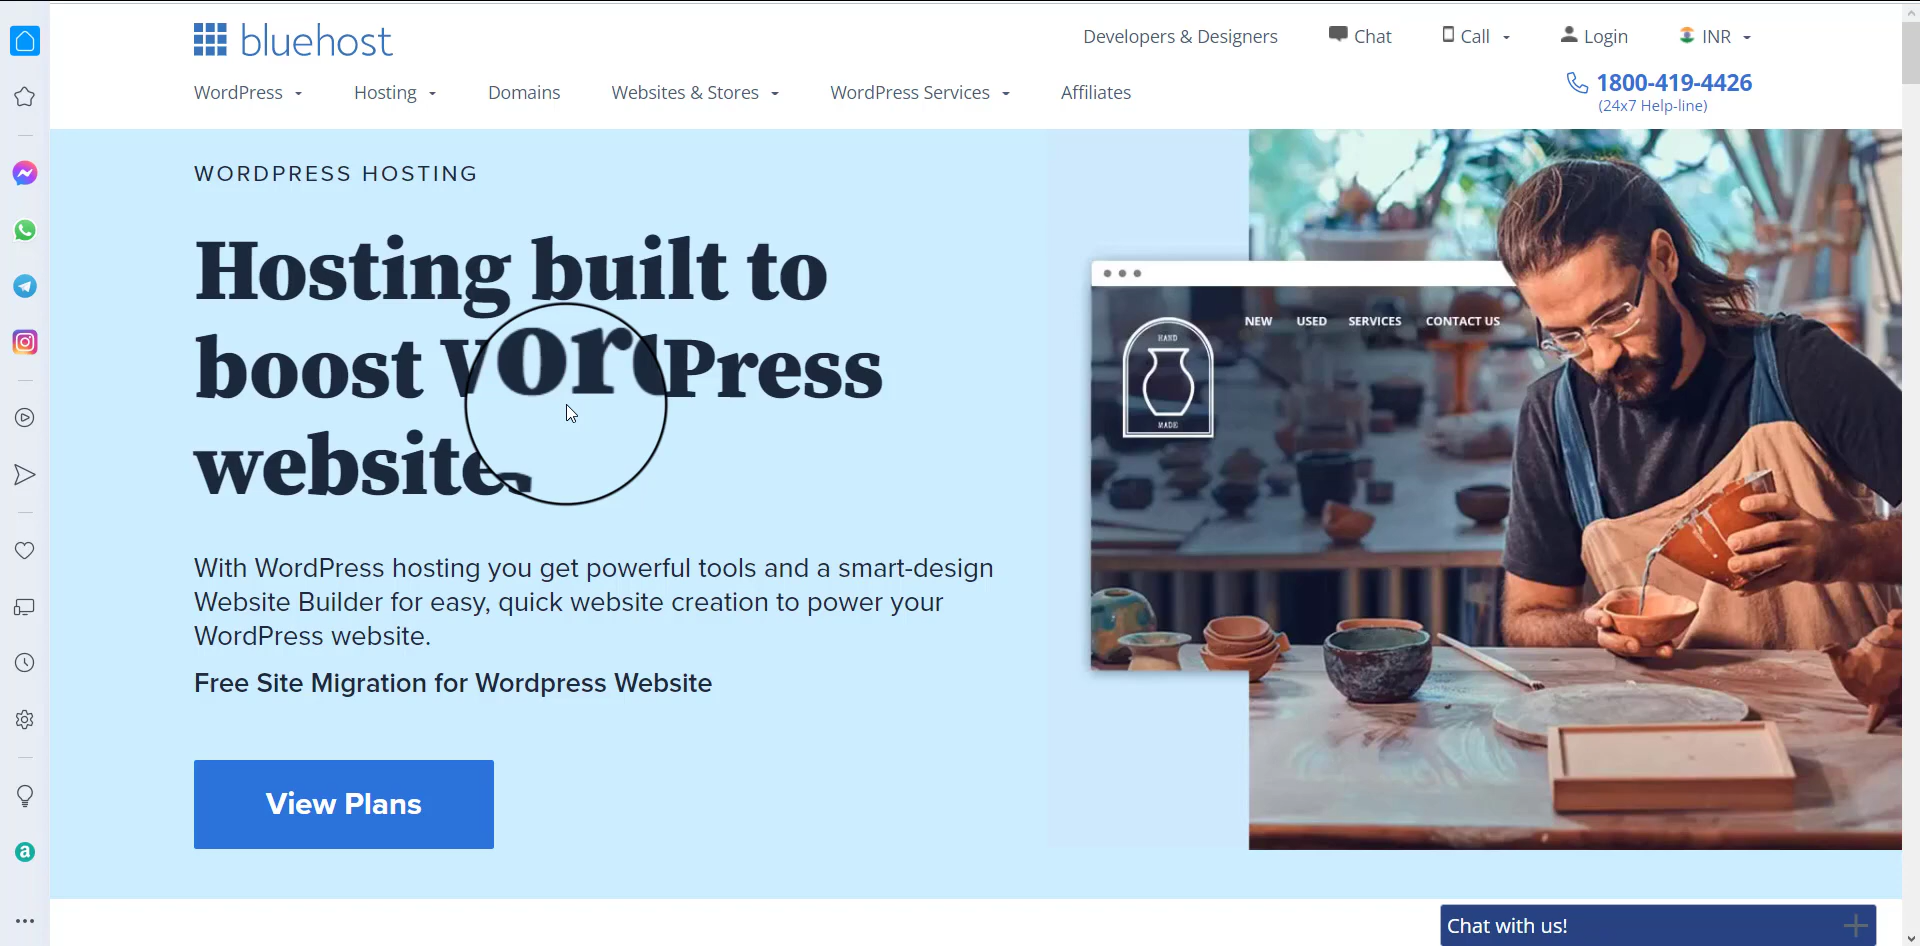 bluehost
Developers & Designers
Chat
Call
Login
INR
WordPress
Hosting
Domains
Websites & Stores
WordPress Services
Affiliates
1800-419-4426
(24x7 Help-line)
WORDPRESS HOSTING
Hosting built to
boost WordPress
website.
With WordPress hosting you get powerful tools and a smart-design
Website Builder for easy, quick website creation to power your
WordPress website.
Free Site Migration for Wordpress Website
View Plans
NEW
USED
SERVICES
CONTACT US
HAND
MADE
a
Chat with us!